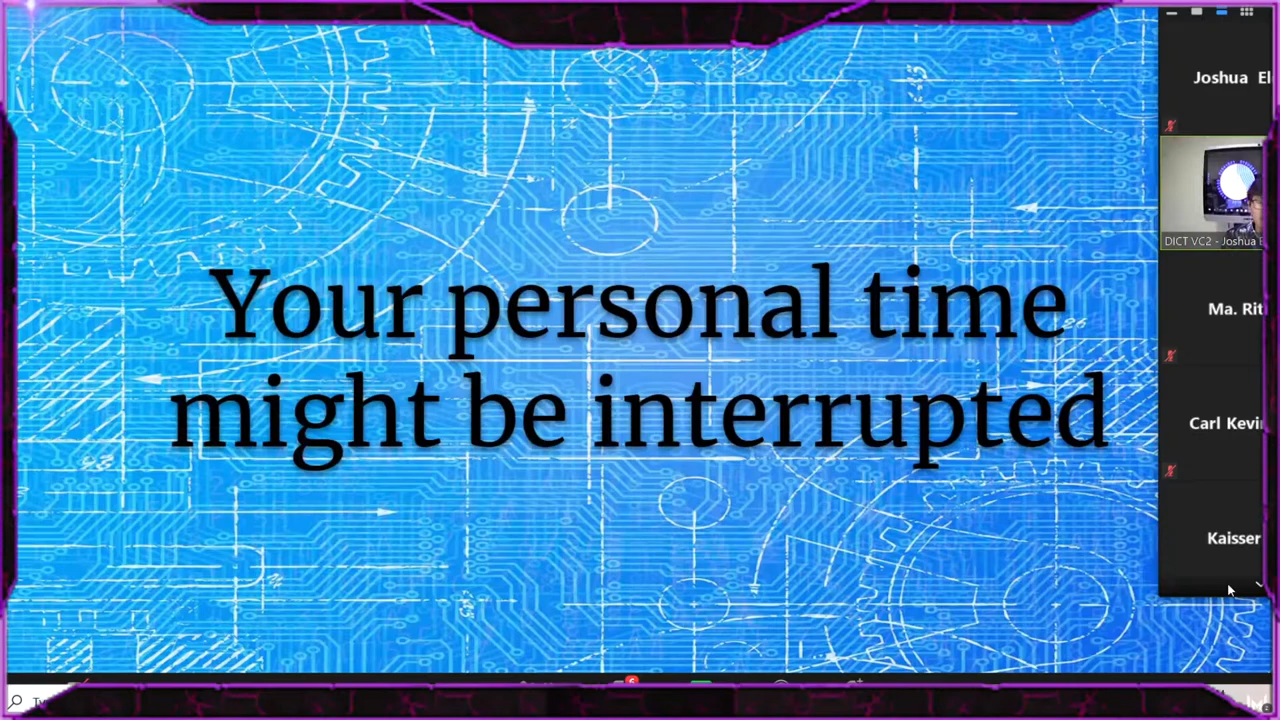 Your personal time
might be interrupted
Joshua El
DICT VC2 - Joshua E
Ma. Rit
Carl Kevi
Kaisser